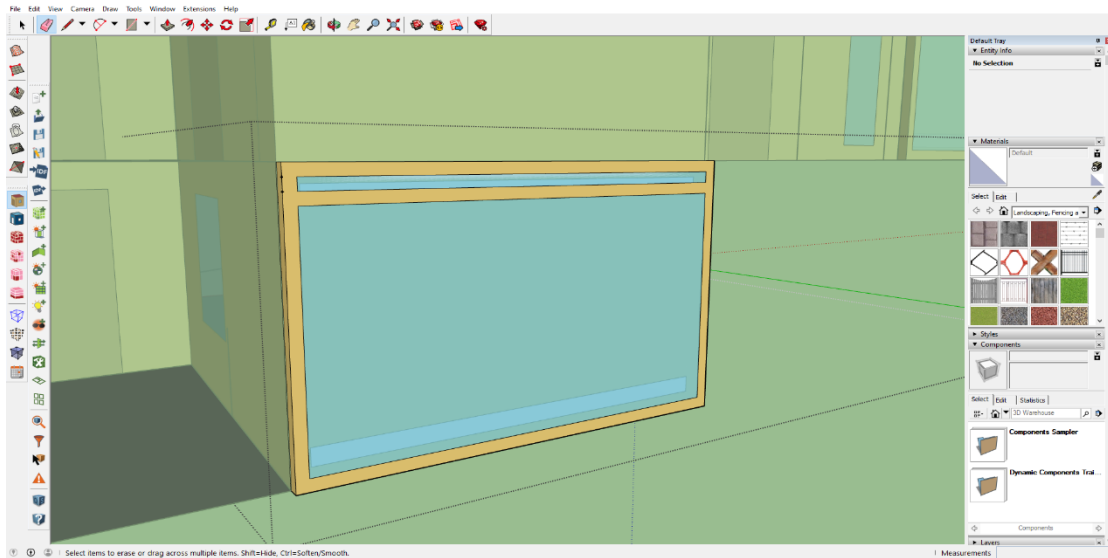 File Edit View Camera Draw Tools Window Extensions Help
Default Tray
Entity Info
No Selection
Materials
Default
Select Edit
Landscaping, Fencing a
Styles
Components
Select Edit Statistics
3D Warehouse
Components Sampler
Dynamic Components Trai...
Components
Layers
Select items to erase or drag across multiple items. Shift=Hide, Ctrl=Soften/Smooth.
Measurements